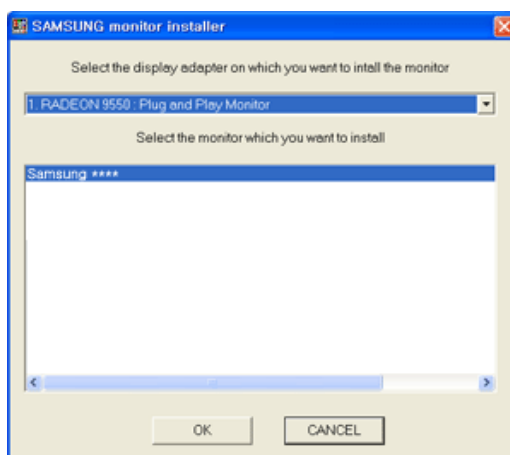 SAMSUNG monitor installer
Select the display adapter on which you want to intall the monitor
1. RADEON 9550 : Plug and Play Monitor
Select the monitor which you want to install
Samsung ****
OK CANCEL